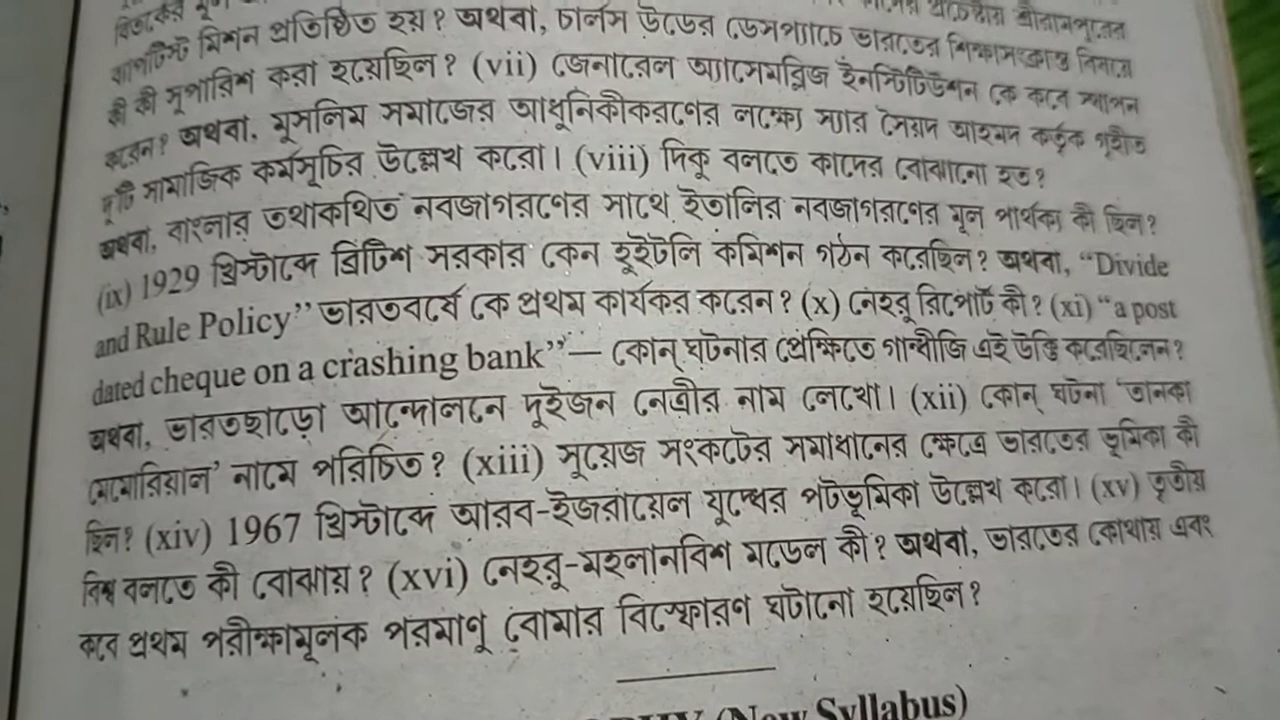 বিতর্কের মূল শ্রীরামপুরের
ব্যাপটিস্ট মিশন প্রতিষ্ঠিত হয়? অথবা, চার্লস উডের ডেসপ্যাচে ভারতের শিক্ষাসংক্রান্ত বিষয়ে
কী কী সুপারিশ করা হয়েছিল? (vii) জেনারেল অ্যাসেমব্লিজ ইনস্টিটিউশন কে কবে স্থাপন
করেন? অথবা, মুসলিম সমাজের আধুনিকীকরণের লক্ষ্যে স্যার সৈয়দ আহমদ কর্তৃক গৃহীত
দুটি সামাজিক কর্মসূচির উল্লেখ করো। (viii) দিকু বলতে কাদের বোঝানো হত?
অথবা, বাংলার তথাকথিত নবজাগরণের সাথে ইতালির নবজাগরণের মূল পার্থক্য কী ছিল?
(ix) 1929 খ্রিস্টাব্দে ব্রিটিশ সরকার কেন হুইটলি কমিশন গঠন করেছিল? অথবা, “Divide
and Rule Policy” ভারতবর্ষে কে প্রথম কার্যকর করেন? (x) নেহরু রিপোর্ট কী? (xi) “a post
dated cheque on a crashing bank”— কোন্ ঘটনার প্রেক্ষিতে গান্ধীজি এই উক্তি করেছিলেন?
অথবা, ভারতছাড়ো আন্দোলনে দুইজন নেত্রীর নাম লেখো। (xii) কোন্ ঘটনা ‘তানকা
মেমোরিয়াল’ নামে পরিচিত? (xiii) সুয়েজ সংকটের সমাধানের ক্ষেত্রে ভারতের ভূমিকা কী
ছিল? (xiv) 1967 খ্রিস্টাব্দে আরব-ইজরায়েল যুদ্ধের পটভূমিকা উল্লেখ করো। (xv) তৃতীয়
বিশ্ব বলতে কী বোঝায়? (xvi) নেহরু-মহলানবিশ মডেল কী? অথবা, ভারতের কোথায় এবং
কবে প্রথম পরীক্ষামূলক পরমাণু বোমার বিস্ফোরণ ঘটানো হয়েছিল?
(New Syllabus)